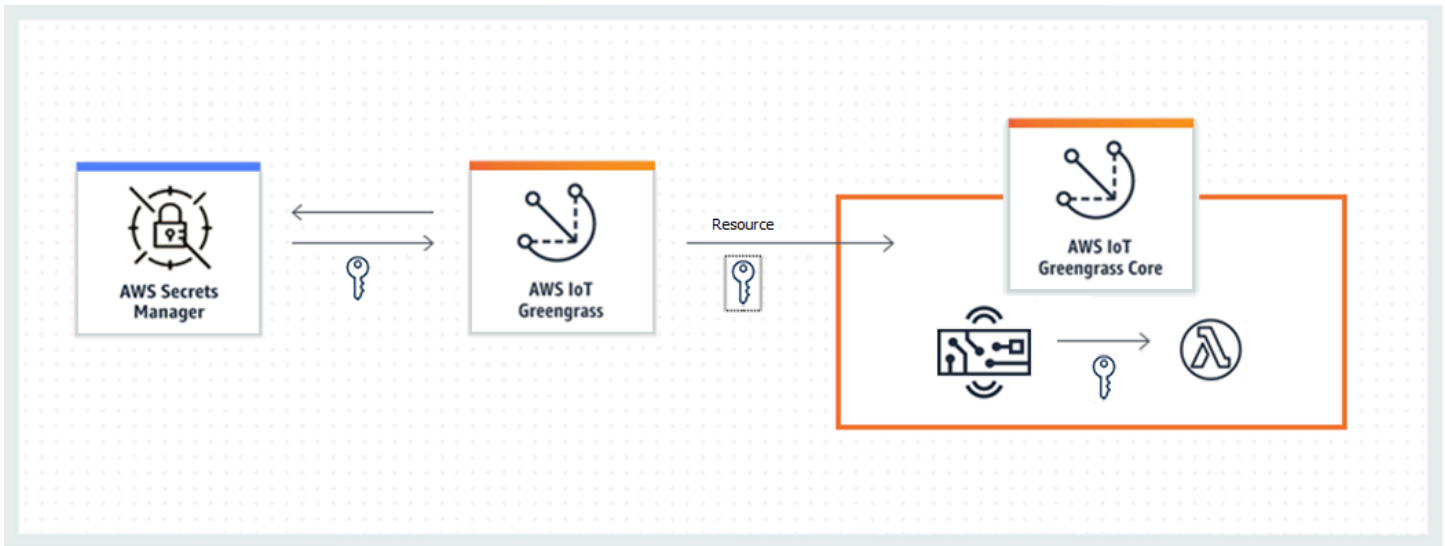 AWS Secrets
Manager
AWS IoT
Greengrass
Resource
AWS IoT
Greengrass Core